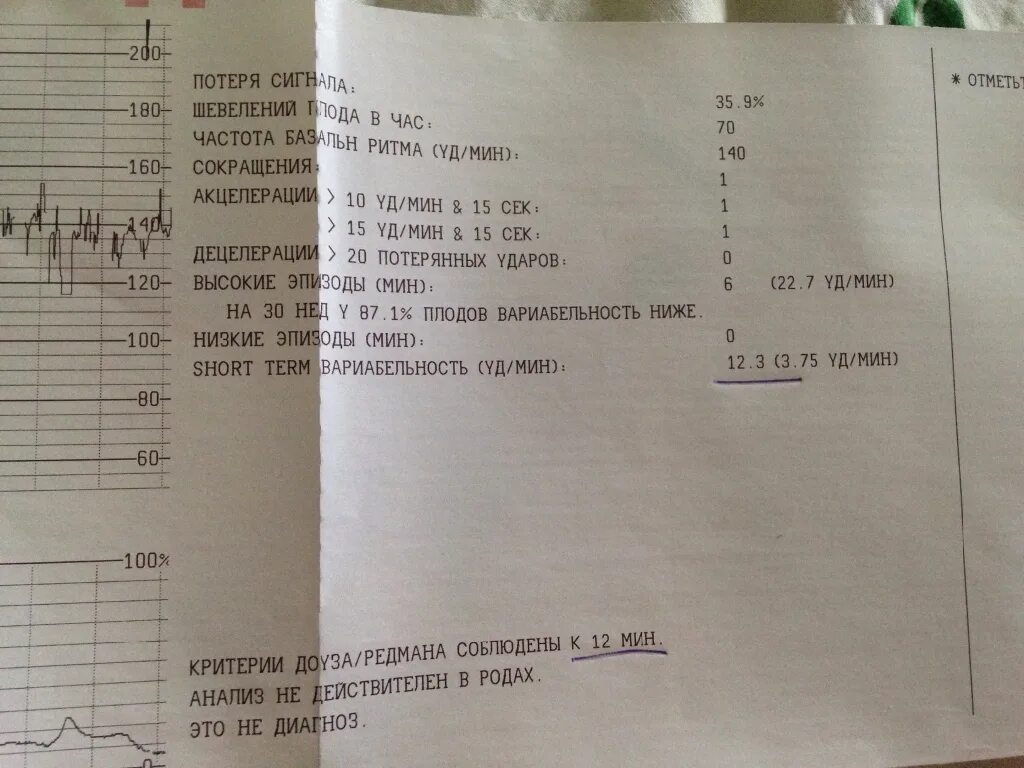 200
180
160
140
120
100
80
60
100%
0
ПОТЕРЯ СИГНАЛА: 35.9%
ШЕВЕЛЕНИЙ ПЛОДА В ЧАС: 70
ЧАСТОТА БАЗАЛЬН РИТМА (УД/МИН): 140
СОКРАЩЕНИЯ: 1
АКЦЕЛЕРАЦИИ > 10 УД/МИН & 15 СЕК: 1
> 15 УД/МИН & 15 СЕК: 1
ДЕЦЕЛЕРАЦИИ > 20 ПОТЕРЯННЫХ УДАРОВ: 0
ВЫСОКИЕ ЭПИЗОДЫ (МИН): 6 (22.7 УД/МИН)
НА 30 НЕД У 87.1% ПЛОДОВ ВАРИАБЕЛЬНОСТЬ НИЖЕ.
НИЗКИЕ ЭПИЗОДЫ (МИН): 0
SHORT TERM ВАРИАБЕЛЬНОСТЬ (УД/МИН): 12.3 (3.75 УД/МИН)
КРИТЕРИИ ДОУЗА/РЕДМАНА СОБЛЮДЕНЫ К 12 МИН.
АНАЛИЗ НЕ ДЕЙСТВИТЕЛЕН В РОДАХ.
ЭТО НЕ ДИАГНОЗ.